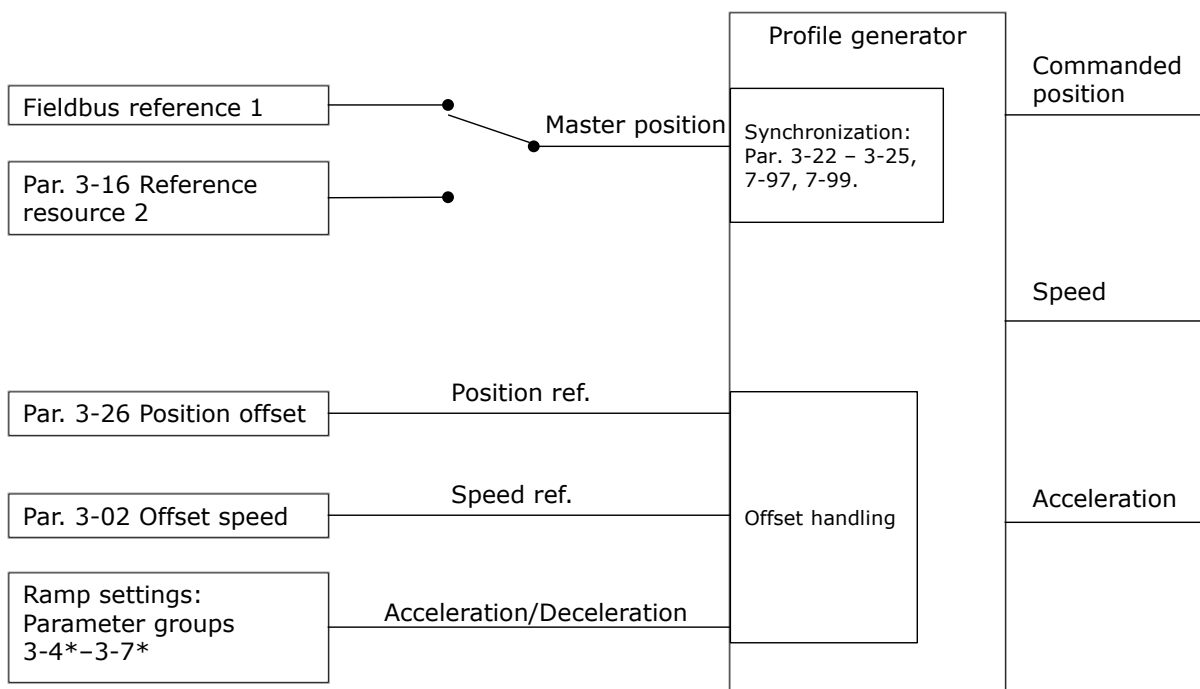 Profile generator
Commanded
position
Fieldbus reference 1
Master position
Synchronization:
Par. 3-22 – 3-25,
7-97, 7-99.
Par. 3-16 Reference
resource 2
Speed
Position ref.
Par. 3-26 Position offset
Speed ref.
Par. 3-02 Offset speed
Offset handling
Acceleration
Ramp settings:
Parameter groups
3-4*–3-7*
Acceleration/Deceleration